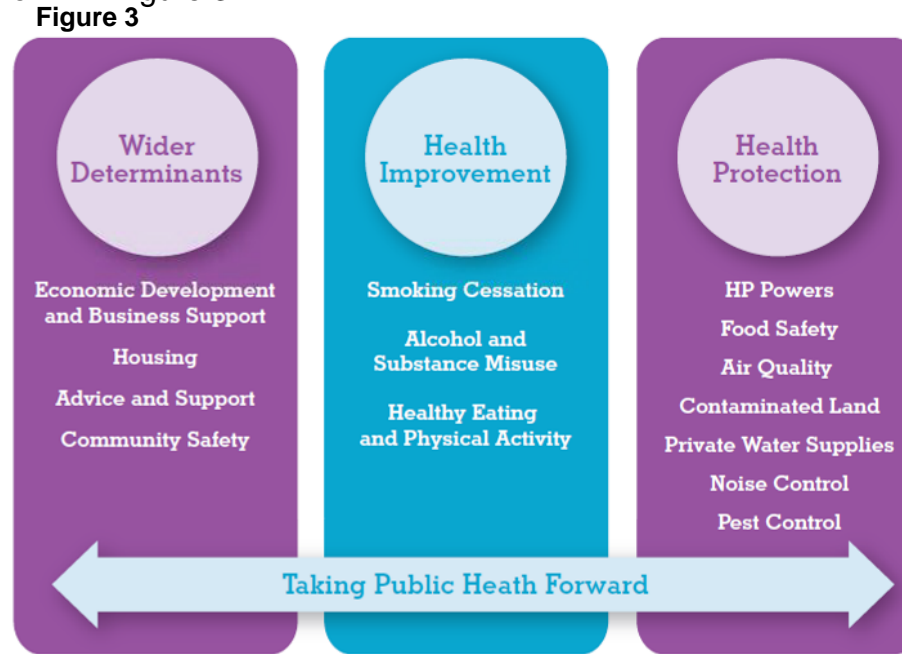 Figure 3
Wider
Determinants
Economic Development
and Business Support
Housing
Advice and Support
Community Safety
Health
Improvement
Smoking Cessation
Alcohol and
Substance Misuse
Healthy Eating
and Physical Activity
Health
Protection
HP Powers
Food Safety
Air Quality
Contaminated Land
Private Water Supplies
Noise Control
Pest Control
Taking Public Heath Forward